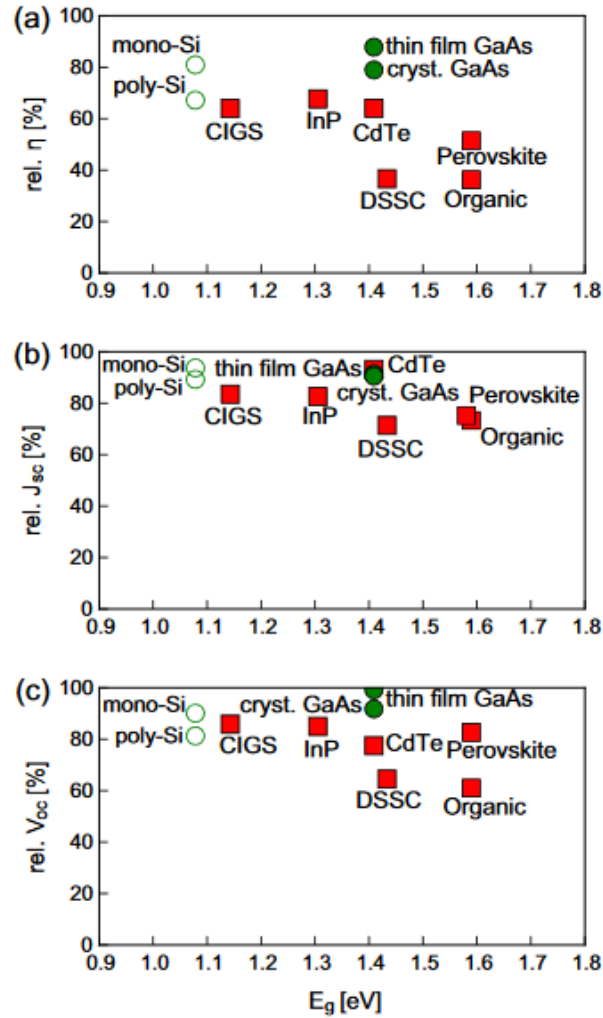 (a)
100
80
60
40
20
0
rel. η [%]
mono-Si
poly-Si
CIGS
InP
thin film GaAs
cryst. GaAs
CdTe
DSSC
Perovskite
Organic
0.9 1.0 1.1 1.2 1.3 1.4 1.5 1.6 1.7 1.8
(b)
100
80
60
40
20
0
rel. Jsc [%]
mono-Si
poly-Si
thin film GaAs
CdTe
CIGS
InP
cryst. GaAs
Perovskite
DSSC
Organic
0.9 1.0 1.1 1.2 1.3 1.4 1.5 1.6 1.7 1.8
(c)
100
80
60
40
20
0
rel. Voc [%]
mono-Si
poly-Si
cryst. GaAs
thin film GaAs
CIGS
InP
CdTe
Perovskite
DSSC
Organic
0.9 1.0 1.1 1.2 1.3 1.4 1.5 1.6 1.7 1.8
Eg [eV]